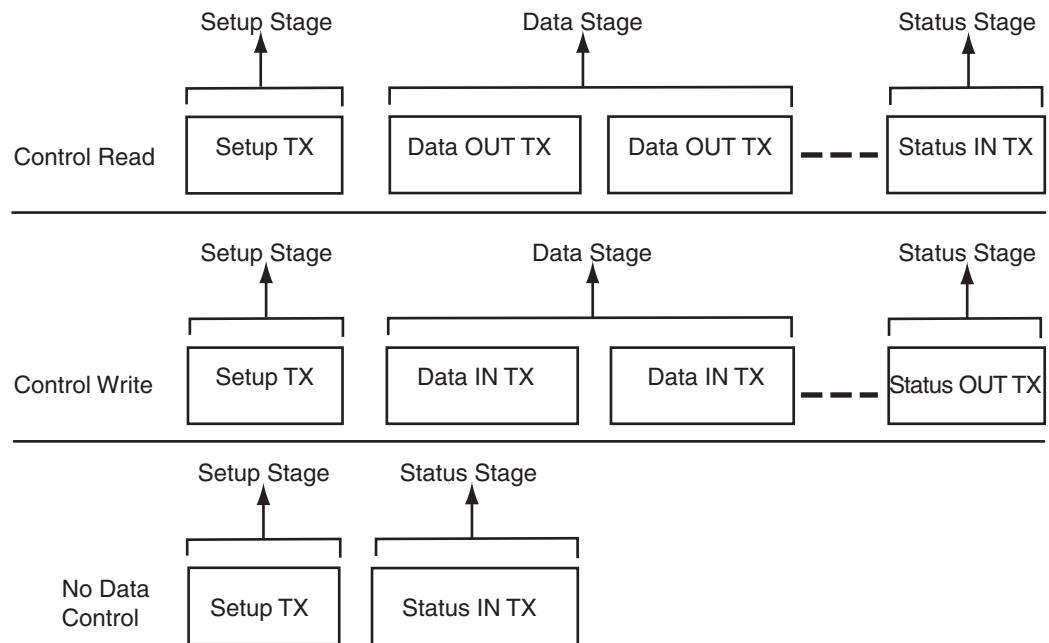 Setup Stage Data Stage Status Stage
Control Read Setup TX Data OUT TX Data OUT TX Status IN TX
Setup Stage Data Stage Status Stage
Control Write Setup TX Data IN TX Data IN TX Status OUT TX
Setup Stage Status Stage
No Data
Control
Setup TX Status IN TX